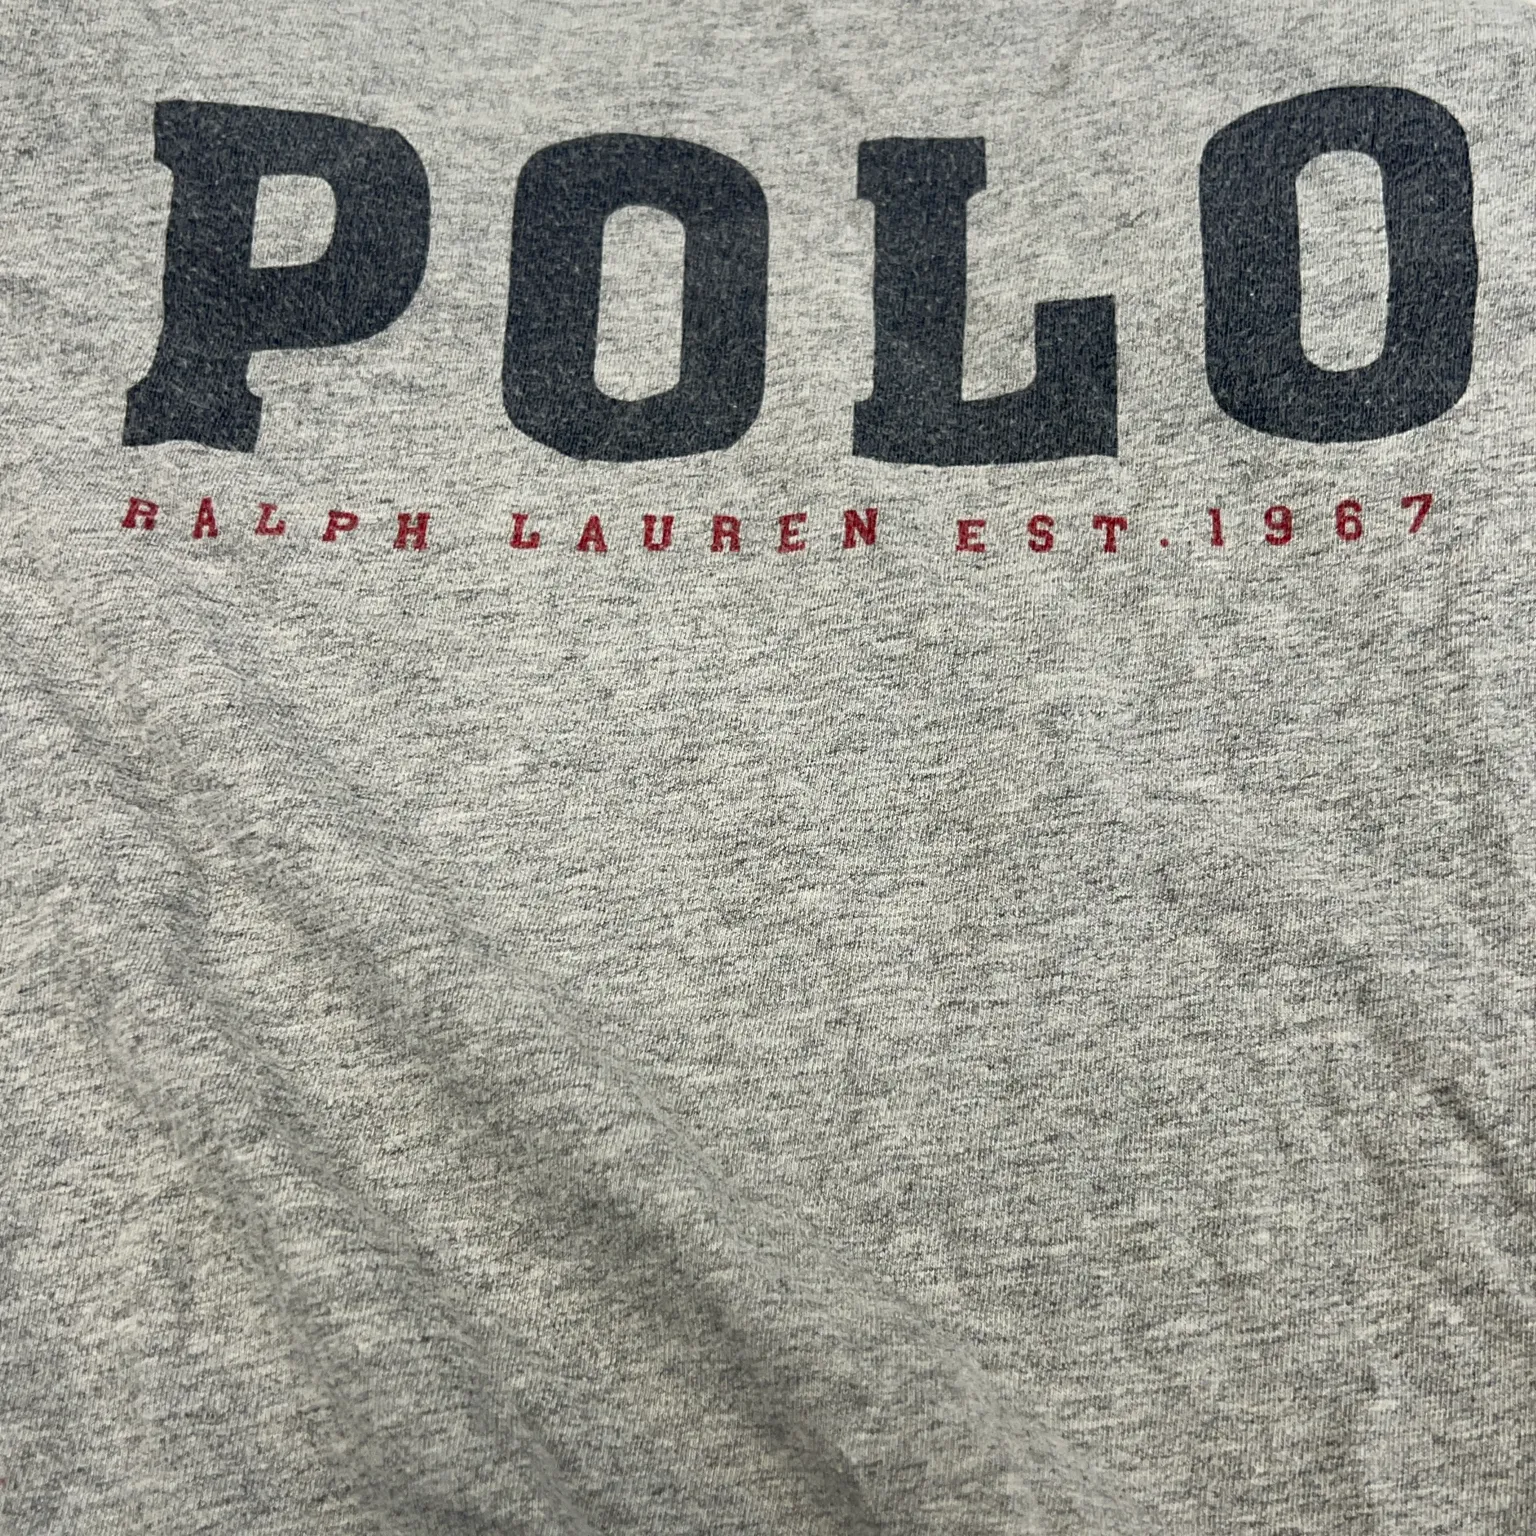 POLO
RALPH LAUREN EST.1967